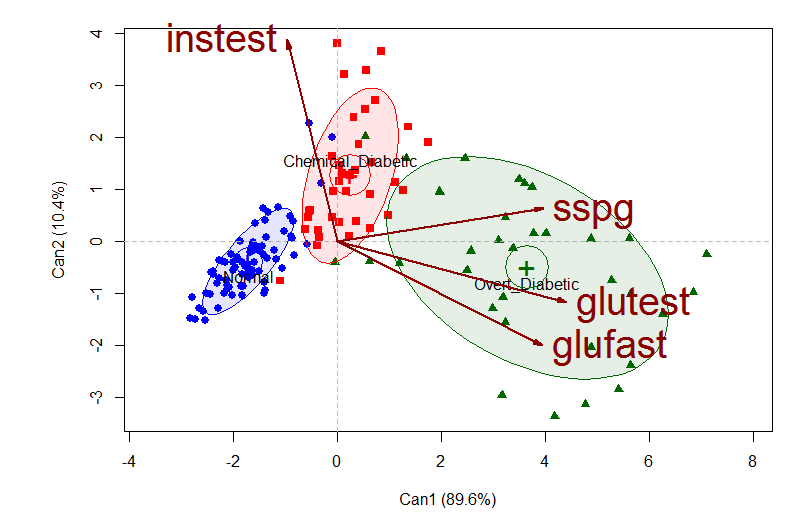 instest
4
3
2
1
0
-1
-2
-3
Can2 (10.4%)
Chemical_Diabetic
sspg
Normal
Overt_Diabetic
glutest
glufast
-4 -2 0 2 4 6 8
Can1 (89.6%)